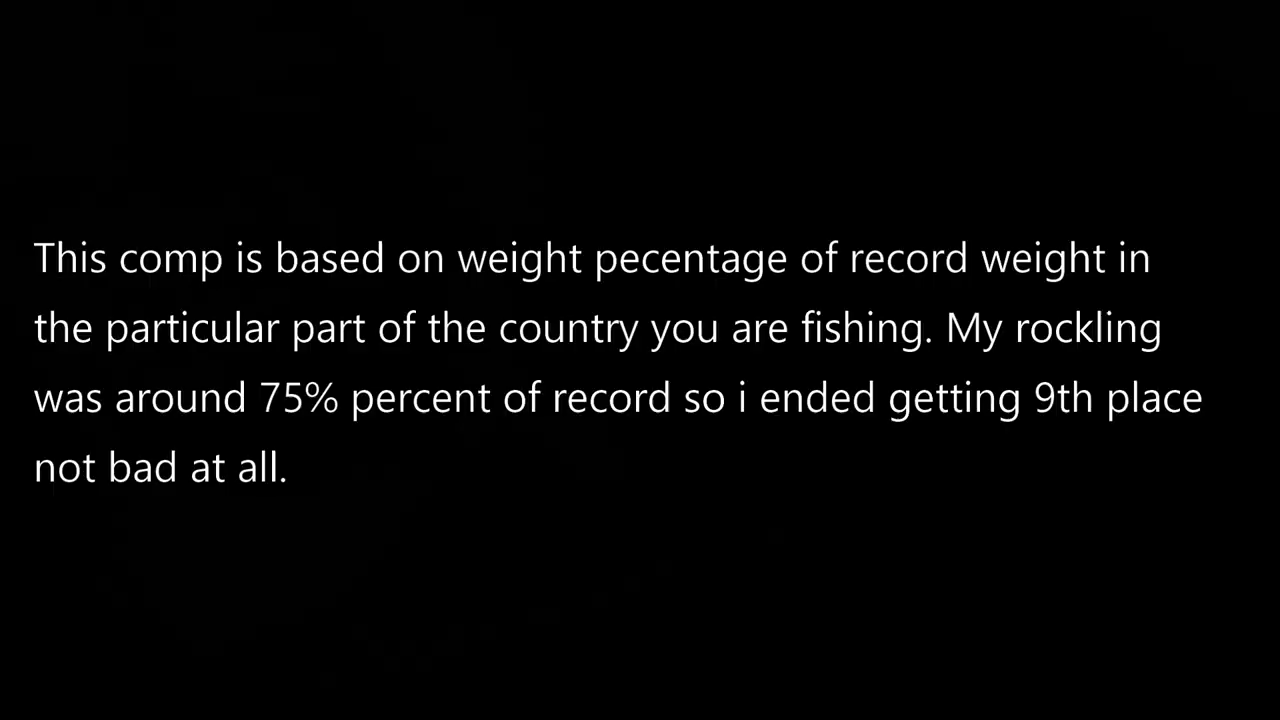 This comp is based on weight pecentage of record weight in
the particular part of the country you are fishing. My rockling
was around 75% percent of record so i ended getting 9th place
not bad at all.